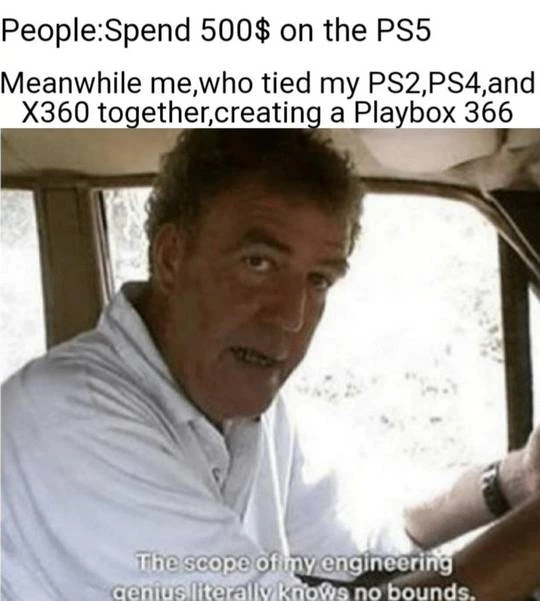 People:Spend 500$ on the PS5
Meanwhile me,who tied my PS2,PS4,and
X360 together,creating a Playbox 366
The scope of my engineering
genius literally knows no bounds.